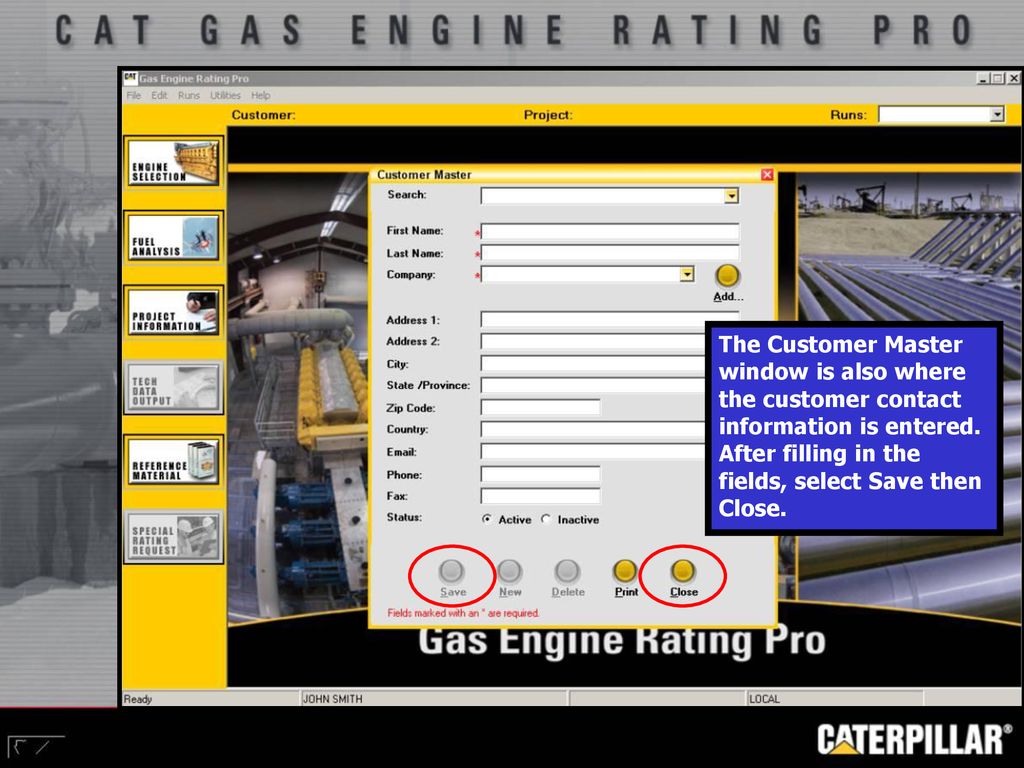 CAT GAS ENGINE RATING PRO
CAT Gas Engine Rating Pro
File Edit Runs Utilities Help
Customer: Project: Runs:
ENGINE
SELECTION
FUEL
ANALYSIS
PROJECT
INFORMATION
TECH
DATA
OUTPUT
REFERENCE
MATERIAL
SPECIAL
RATING
REQUEST
Customer Master
Search:
First Name: *
Last Name: *
Company: *
Add...
Address 1:
Address 2:
City:
State /Province:
Zip Code:
Country:
Email:
Phone:
Fax:
Status: Active Inactive
Save New Delete Print Close
Fields marked with an * are required.
The Customer Master
window is also where
the customer contact
information is entered.
After filling in the
fields, select Save then
Close.
Gas Engine Rating Pro
Ready JOHN SMITH LOCAL
CATERPILLAR®